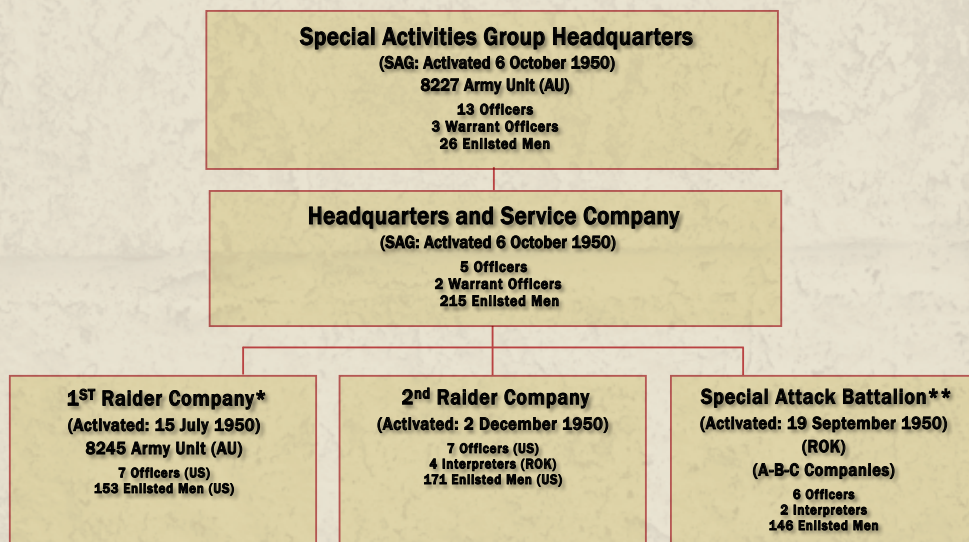 Special Activities Group Headquarters
(SAG: Activated 6 October 1950)
8227 Army Unit (AU)
13 Officers
3 Warrant Officers
26 Enlisted Men
Headquarters and Service Company
(SAG: Activated 6 October 1950)
5 Officers
2 Warrant Officers
215 Enlisted Men
1ST Raider Company*
(Activated: 15 July 1950)
8245 Army Unit (AU)
7 Officers (US)
153 Enlisted Men (US)
2nd Raider Company
(Activated: 2 December 1950)
7 Officers (US)
4 Interpreters (ROK)
171 Enlisted Men (US)
Special Attack Battalion**
(Activated: 19 September 1950)
(ROK)
(A-B-C Companies)
6 Officers
2 Interpreters
146 Enlisted Men